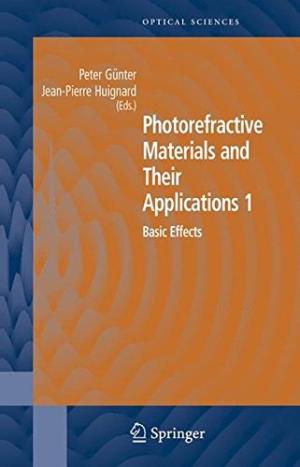 OPTICAL SCIENCES
Peter Günter
Jean-Pierre Huignard
(Eds.)
Photorefractive
Materials and
Their
Applications 1
Basic Effects
Springer